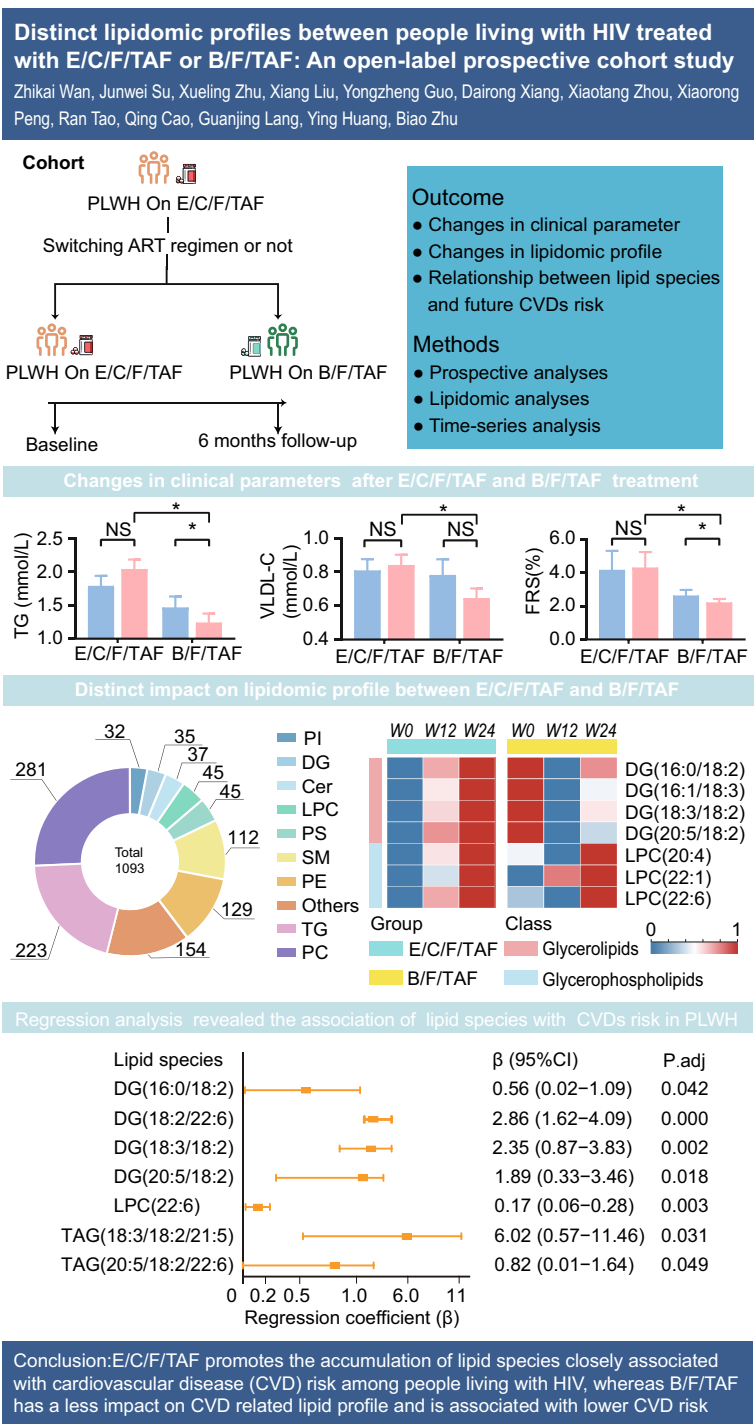 Distinct lipidomic profiles between people living with HIV treated
with E/C/F/TAF or B/F/TAF: An open-label prospective cohort study
Zhikai Wan, Junwei Su, Xueling Zhu, Xiang Liu, Yongzheng Guo, Dairong Xiang, Xiaotang Zhou, Xiaorong
Peng, Ran Tao, Qing Cao, Guanjing Lang, Ying Huang, Biao Zhu
Cohort
PLWH On E/C/F/TAF
Switching ART regimen or not
PLWH On E/C/F/TAF
PLWH On B/F/TAF
Baseline
6 months follow-up
Outcome
● Changes in clinical parameter
● Changes in lipidomic profile
● Relationship between lipid species
and future CVDs risk
Methods
● Prospective analyses
● Lipidomic analyses
● Time-series analysis
Changes in clinical parameters after E/C/F/TAF and B/F/TAF treatment
TG (mmol/L)
2.5
2.0
1.5
1.0
NS
*
*
E/C/F/TAF
B/F/TAF
VLDL-C
(mmol/L)
1.0
0.8
0.6
0.4
NS
*
NS
E/C/F/TAF
B/F/TAF
FRS(%)
6.0
4.0
2.0
0.0
NS
*
*
E/C/F/TAF
B/F/TAF
Distinct impact on lipidomic profile between E/C/F/TAF and B/F/TAF
32
35
37
45
45
112
129
154
223
281
Total
1093
PI
DG
Cer
LPC
PS
SM
PE
Others
TG
PC
W0 W12 W24 W0 W12 W24
DG(16:0/18:2)
DG(16:1/18:3)
DG(18:3/18:2)
DG(20:5/18:2)
LPC(20:4)
LPC(22:1)
LPC(22:6)
Group
E/C/F/TAF
B/F/TAF
Class
Glycerolipids
Glycerophospholipids
0 1
Regression analysis revealed the association of lipid species with CVDs risk in PLWH
Lipid species β (95%CI) P.adj
DG(16:0/18:2) 0.56 (0.02−1.09) 0.042
DG(18:2/22:6) 2.86 (1.62−4.09) 0.000
DG(18:3/18:2) 2.35 (0.87−3.83) 0.002
DG(20:5/18:2) 1.89 (0.33−3.46) 0.018
LPC(22:6) 0.17 (0.06−0.28) 0.003
TAG(18:3/18:2/21:5) 6.02 (0.57−11.46) 0.031
TAG(20:5/18:2/22:6) 0.82 (0.01−1.64) 0.049
0 0.2 0.5 1.0 6.0 11
Regression coefficient (β)
Conclusion:E/C/F/TAF promotes the accumulation of lipid species closely associated
with cardiovascular disease (CVD) risk among people living with HIV, whereas B/F/TAF
has a less impact on CVD related lipid profile and is associated with lower CVD risk